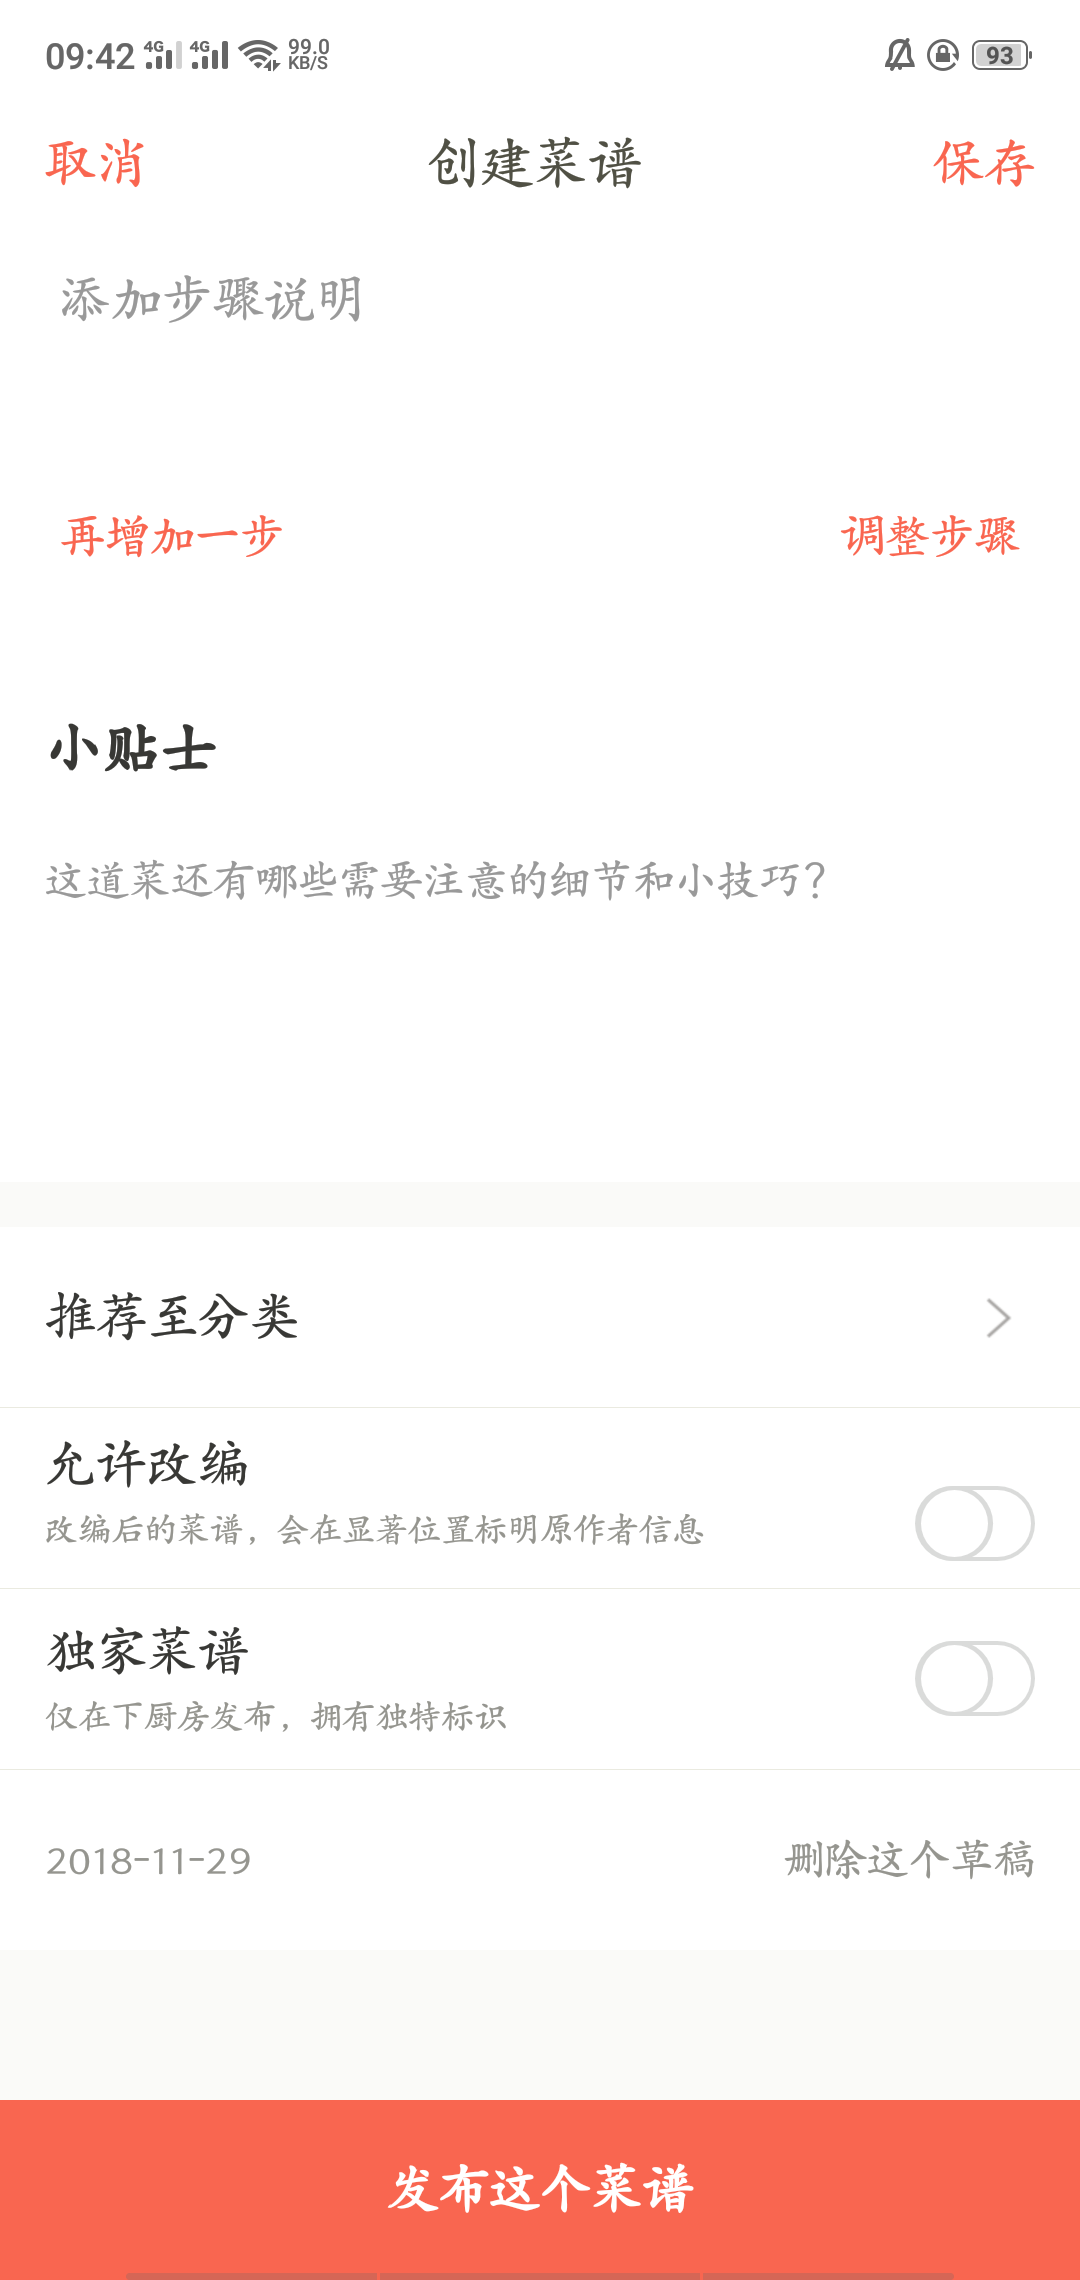 09:42 4G 4G 99.0 KB/S 93
取消 创建菜谱 保存
添加步骤说明
再增加一步 调整步骤
小贴士
这道菜还有哪些需要注意的细节和小技巧？
推荐至分类
允许改编
改编后的菜谱，会在显著位置标明原作者信息
独家菜谱
仅在下厨房发布，拥有独特标识
2018-11-29 删除这个草稿
发布这个菜谱